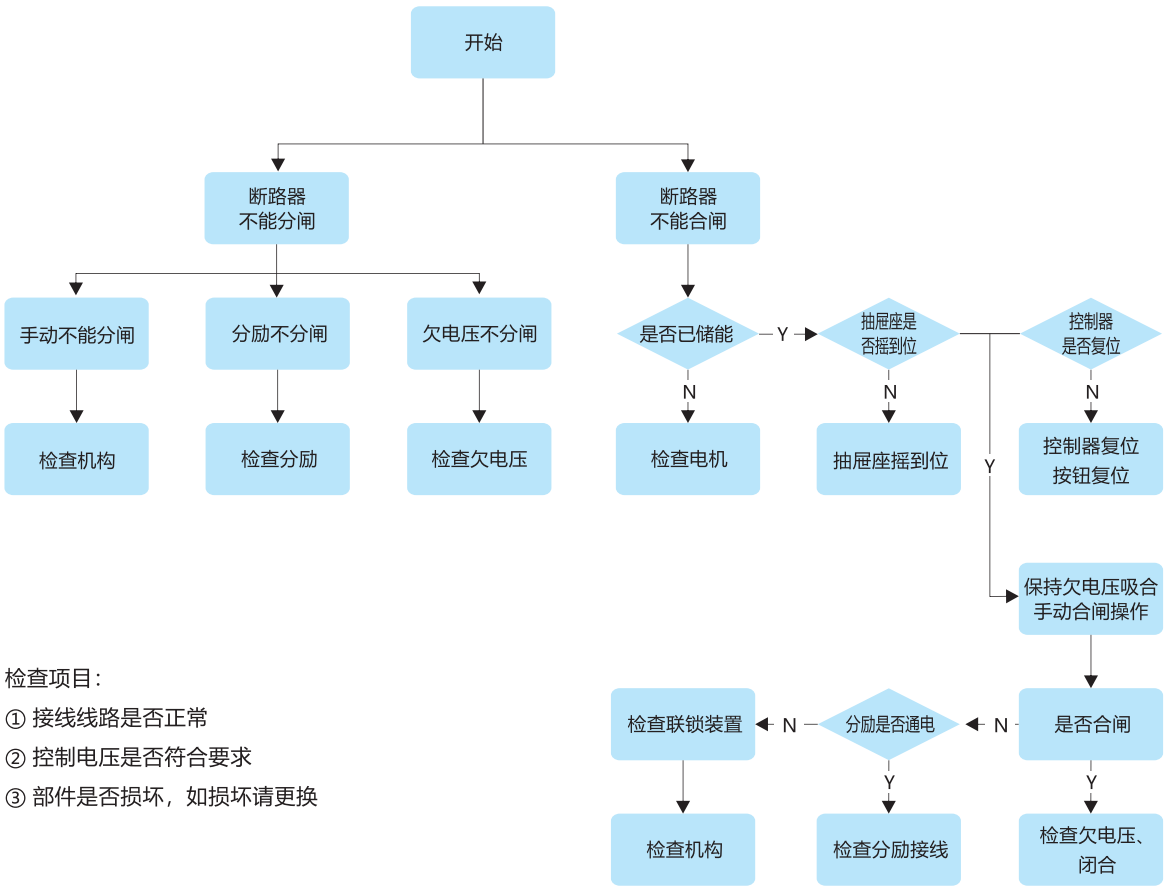 开始
断路器
不能分闸
断路器
不能合闸
手动不能分闸
分励不分闸
欠电压不分闸
是否已储能
Y
抽屉座是
否摇到位
控制器
是否复位
N
N
N
检查机构
检查分励
检查欠电压
检查电机
抽屉座摇到位
Y
控制器复位
按钮复位
保持欠电压吸合
手动合闸操作
检查项目：
① 接线线路是否正常
② 控制电压是否符合要求
③ 部件是否损坏，如损坏请更换
检查联锁装置
N
分励是否通电
N
是否合闸
Y
Y
检查机构
检查分励接线
检查欠电压、
闭合